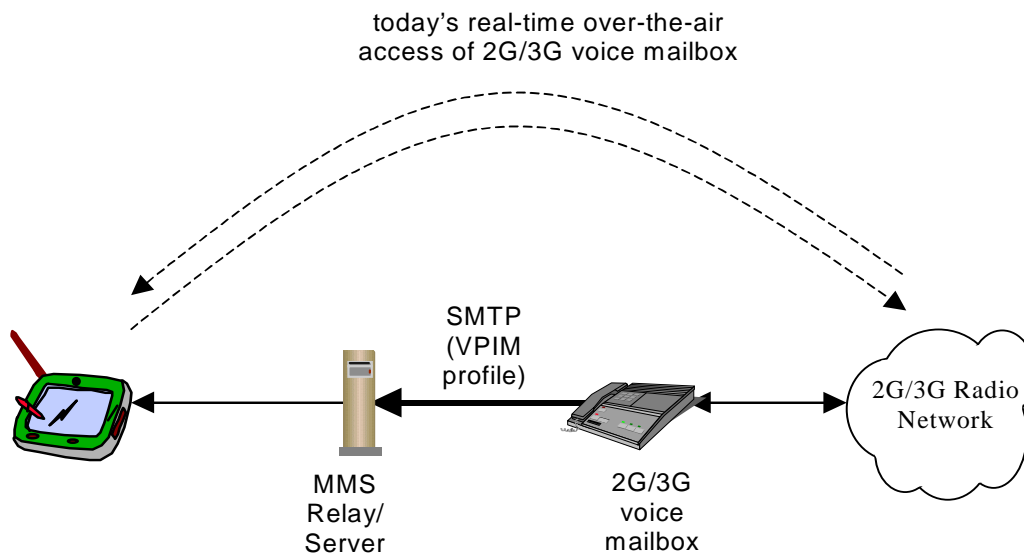 today's real-time over-the-air
access of 2G/3G voice mailbox
SMTP
(VPIM
profile)
2G/3G Radio
Network
MMS
Relay/
Server
2G/3G
voice
mailbox